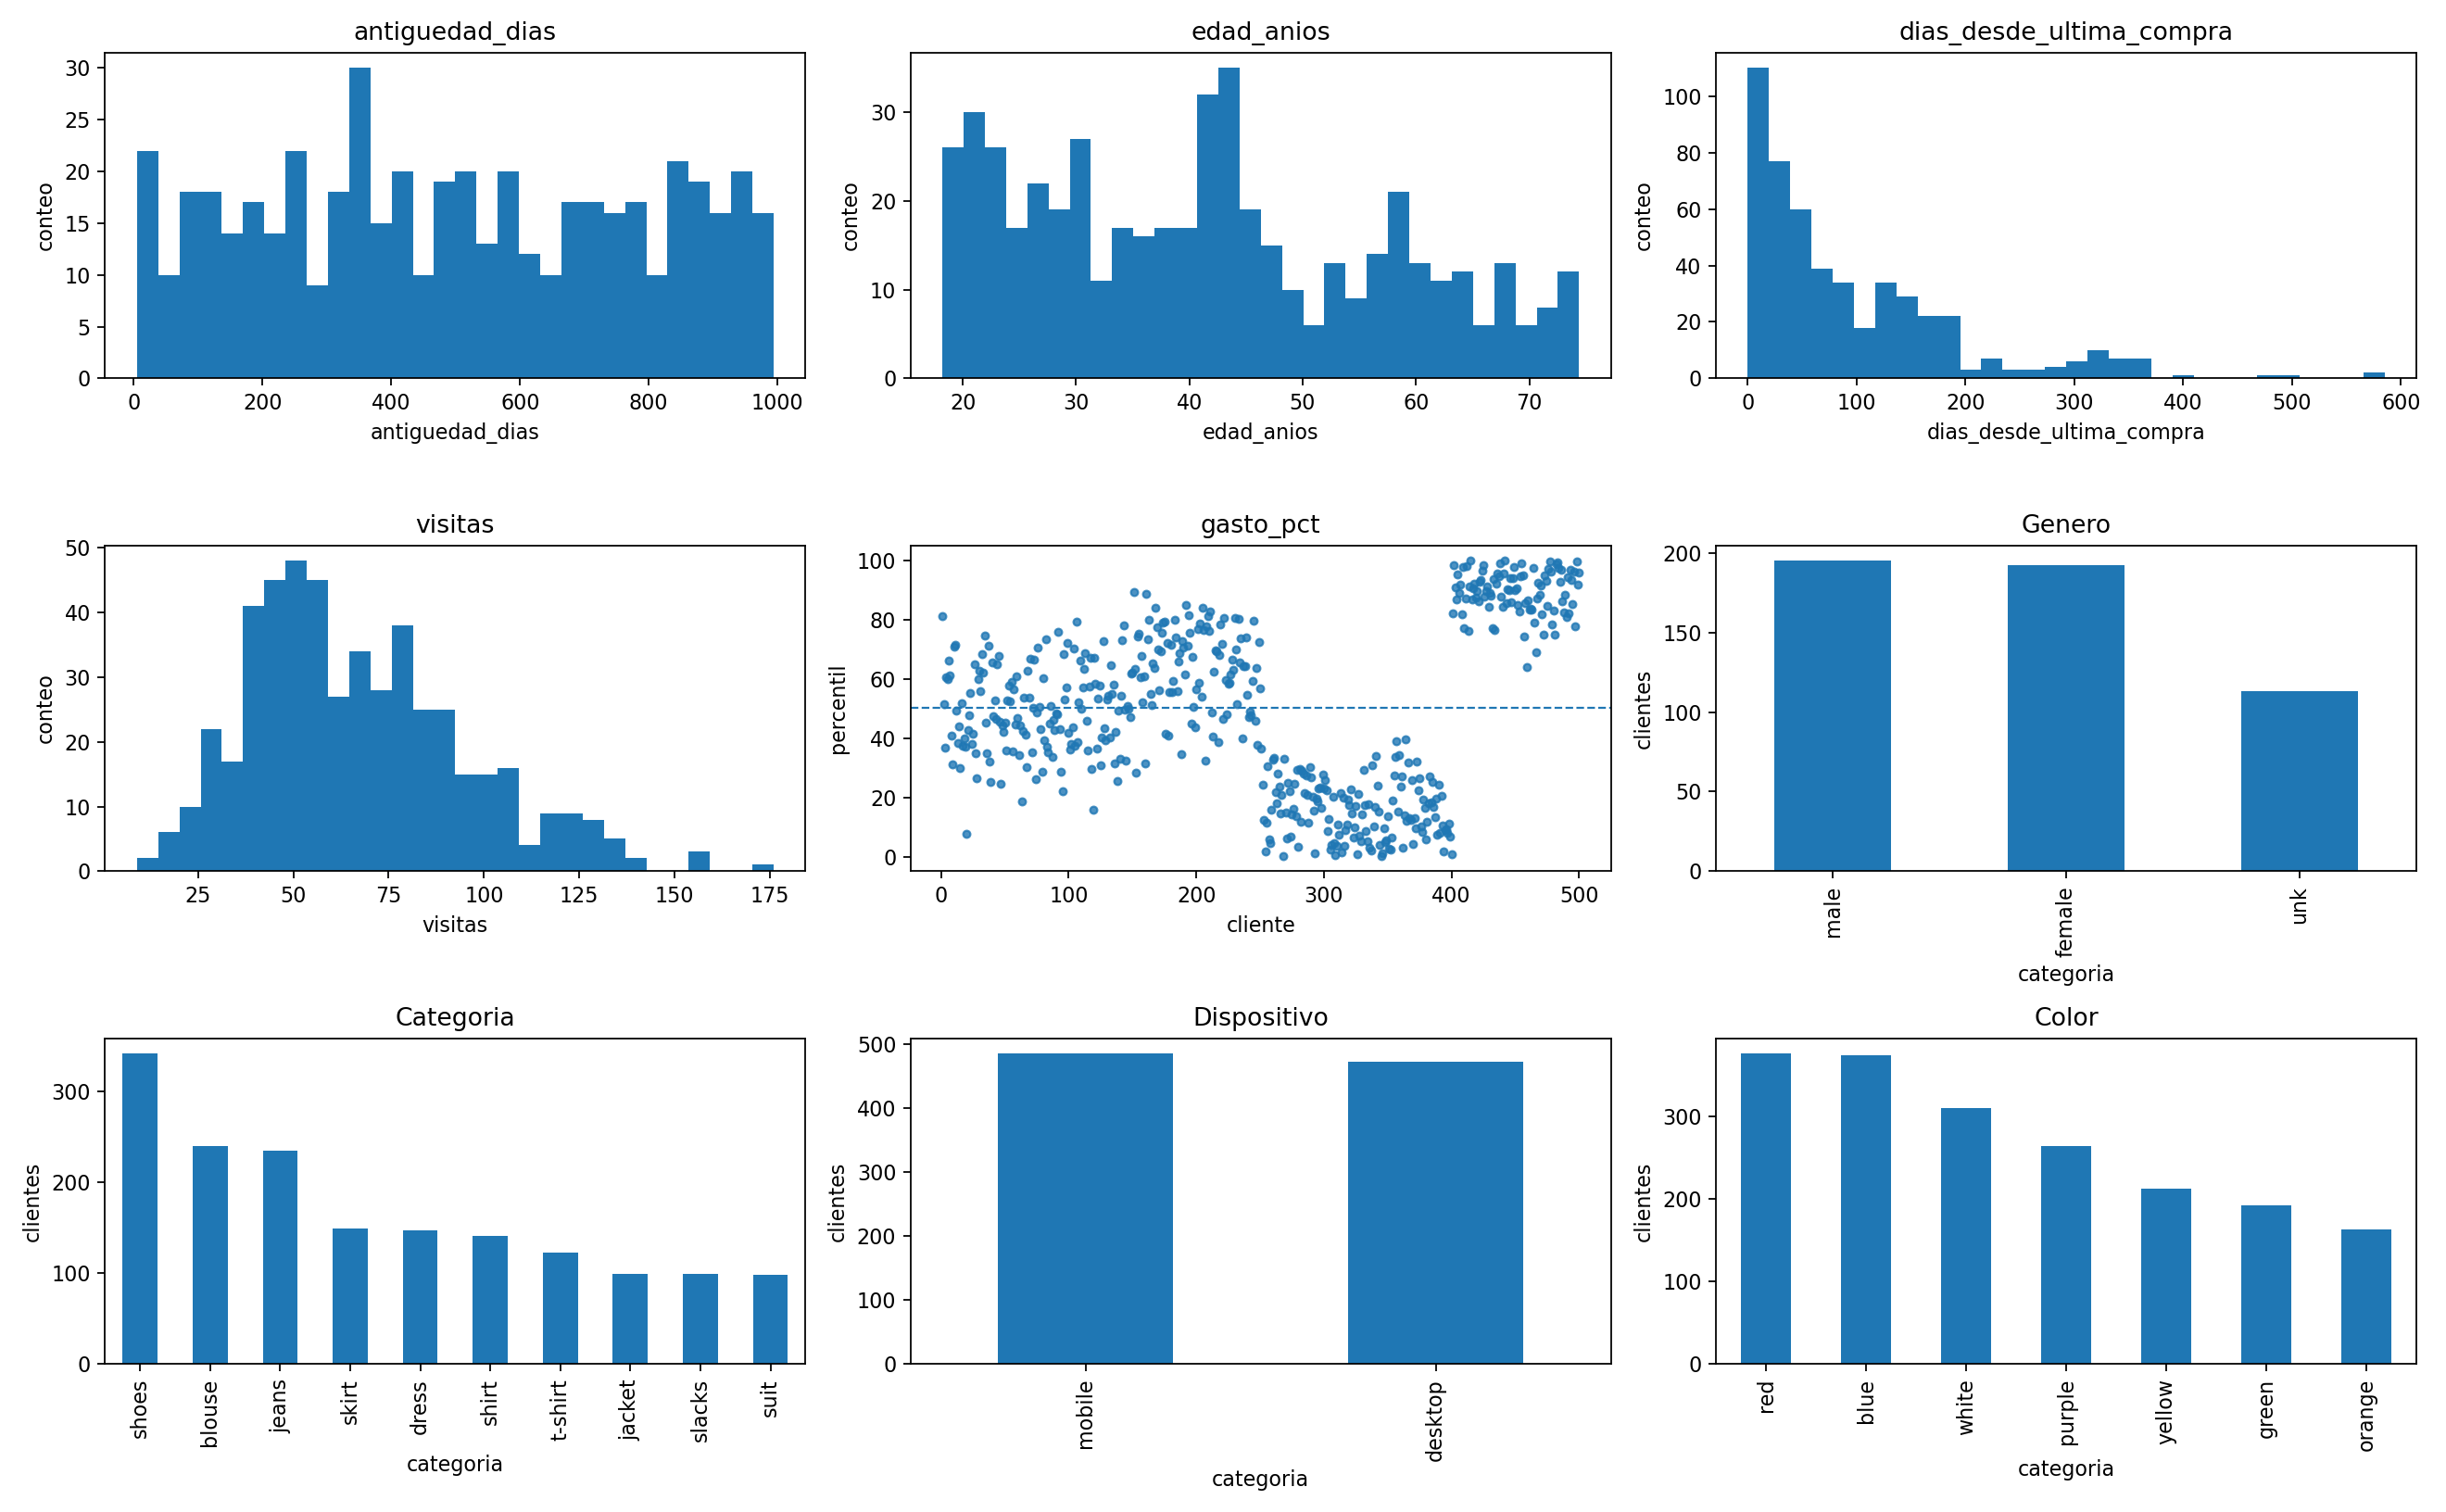 antiguedad_dias
conteo
30
25
20
15
10
5
0
0 200 400 600 800 1000
antiguedad_dias
edad_anios
conteo
30
20
10
0
20 30 40 50 60 70
edad_anios
dias_desde_ultima_compra
conteo
100
80
60
40
20
0
0 100 200 300 400 500 600
dias_desde_ultima_compra
visitas
conteo
50
40
30
20
10
0
25 50 75 100 125 150 175
visitas
gasto_pct
percentil
100
80
60
40
20
0
0 100 200 300 400 500
cliente
Genero
clientes
200
150
100
50
0
male female unk
categoria
Categoria
clientes
300
200
100
0
shoes blouse jeans skirt dress shirt t-shirt jacket slacks suit
categoria
Dispositivo
clientes
500
400
300
200
100
0
mobile desktop
categoria
Color
clientes
300
200
100
0
red blue white purple yellow green orange
categoria